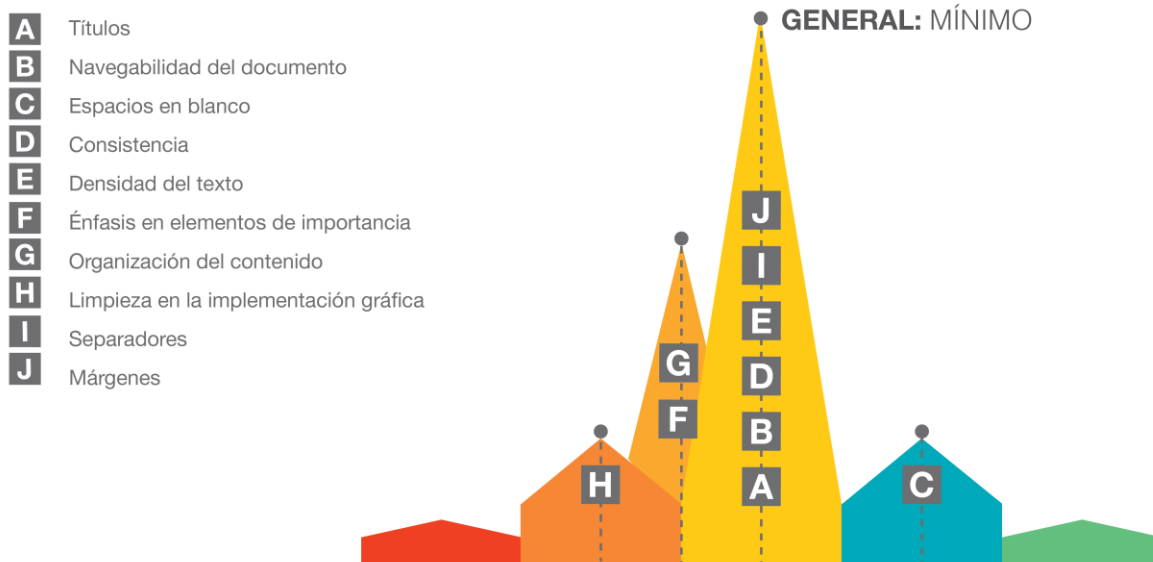 A Títulos
B Navegabilidad del documento
C Espacios en blanco
D Consistencia
E Densidad del texto
F Énfasis en elementos de importancia
G Organización del contenido
H Limpieza en la implementación gráfica
I Separadores
J Márgenes
GENERAL: MÍNIMO
J
I
G E
F D
B
H A C